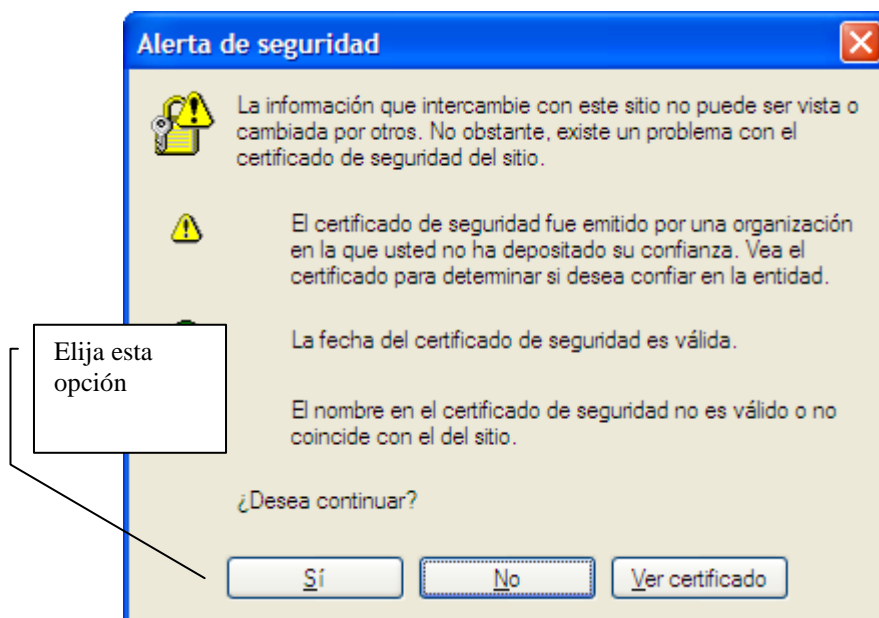 Alerta de seguridad
La información que intercambie con este sitio no puede ser vista o
cambiada por otros. No obstante, existe un problema con el
certificado de seguridad del sitio.
El certificado de seguridad fue emitido por una organización
en la que usted no ha depositado su confianza. Vea el
certificado para determinar si desea confiar en la entidad.
Elija esta
opción
La fecha del certificado de seguridad es válida.
El nombre en el certificado de seguridad no es válido o no
coincide con el del sitio.
¿Desea continuar?
Sí
No
Ver certificado